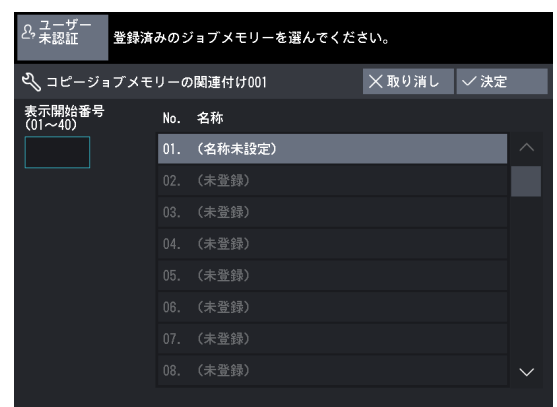 ユーザー
未認証
登録済みのジョブメモリーを選んでください。
コピージョブメモリーの関連付け001
取り消し
決定
表示開始番号
(01～40)
No. 名称
01. (名称未設定)
02. (未登録)
03. (未登録)
04. (未登録)
05. (未登録)
06. (未登録)
07. (未登録)
08. (未登録)